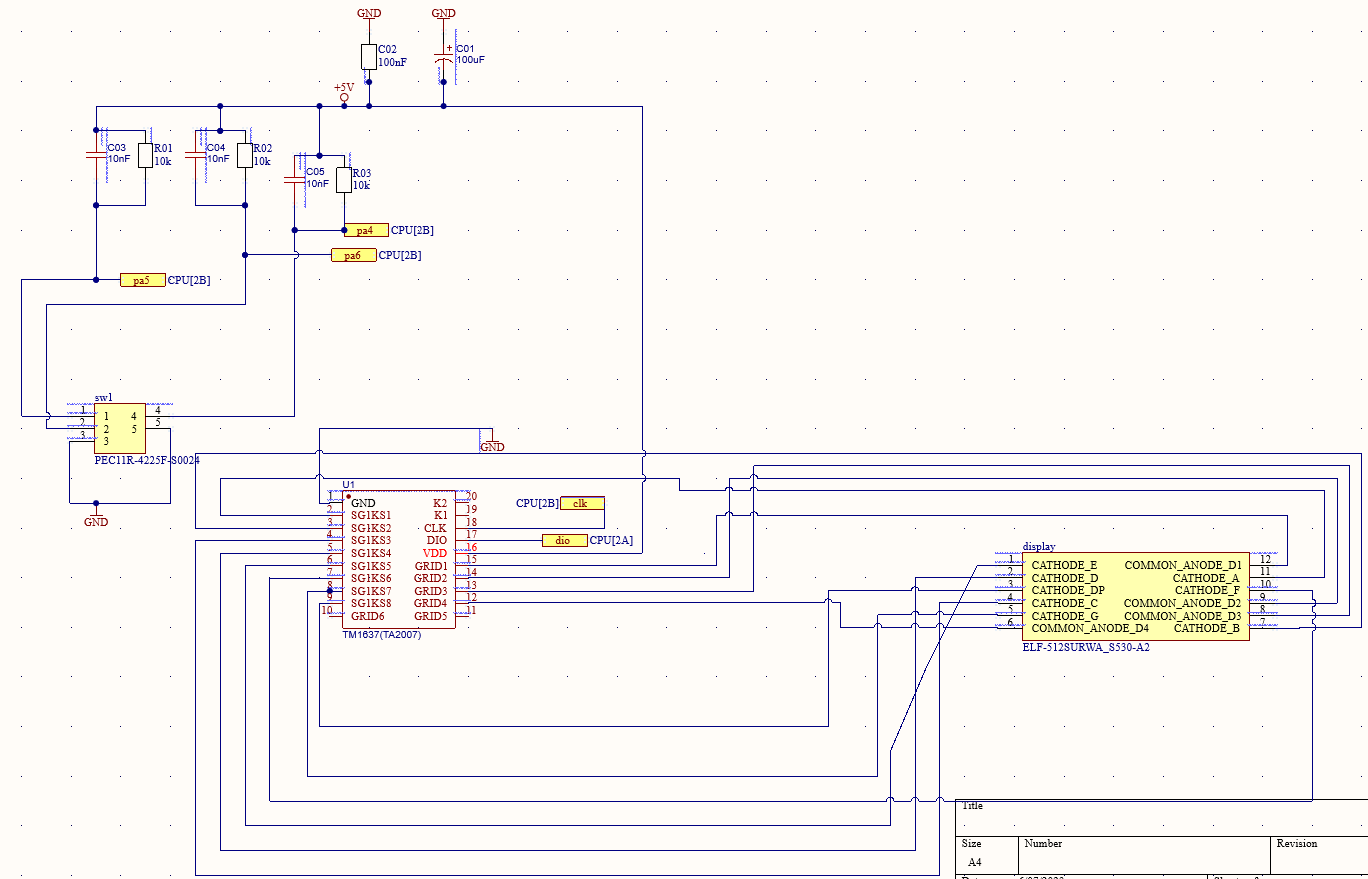 GND GND
C02 C01
100nF 100uF
+5V
C03 R01 C04 R02
10nF 10k 10nF 10k
C05 R03
10nF 10k
pa4 CPU[2B]
pa6 CPU[2B]
pa5 CPU[2B]
sw1
1 1 4 4
2 2 5 5
3 3
PEC11R-4225F-S0024
GND
GND
U1
1 GND K2 20
2 SG1KS1 K1 19
3 SG1KS2 CLK 18
4 SG1KS3 DIO 17
5 SG1KS4 VDD 16
6 SG1KS5 GRID1 15
7 SG1KS6 GRID2 14
8 SG1KS7 GRID3 13
9 SG1KS8 GRID4 12
10 GRID6 GRID5 11
TM1637(TA2007)
CPU[2B] clk
dio CPU[2A]
display
1 CATHODE_E COMMON_ANODE_D1 12
2 CATHODE_D CATHODE_A 11
3 CATHODE_DP CATHODE_F 10
4 CATHODE_C COMMON_ANODE_D2 9
5 CATHODE_G COMMON_ANODE_D3 8
6 COMMON_ANODE_D4 CATHODE_B 7
ELF-512SURWA_S530-A2
Title
Size Number Revision
A4